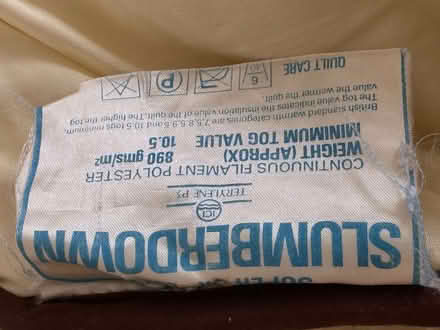 SUPER
SLUMBERDOWN
ICI
TERYLENE P3
CONTINUOUS FILAMENT POLYESTER
WEIGHT (APPROX) 890 gms/m²
MINIMUM TOG VALUE 10.5
British standard warmth categories are 7.5,8.5,9.5 and 10.5 togs minimum.
The tog value indicates the insulation value of the quilt. The higher the
tog value the warmer the quilt.
QUILT CARE 6 P